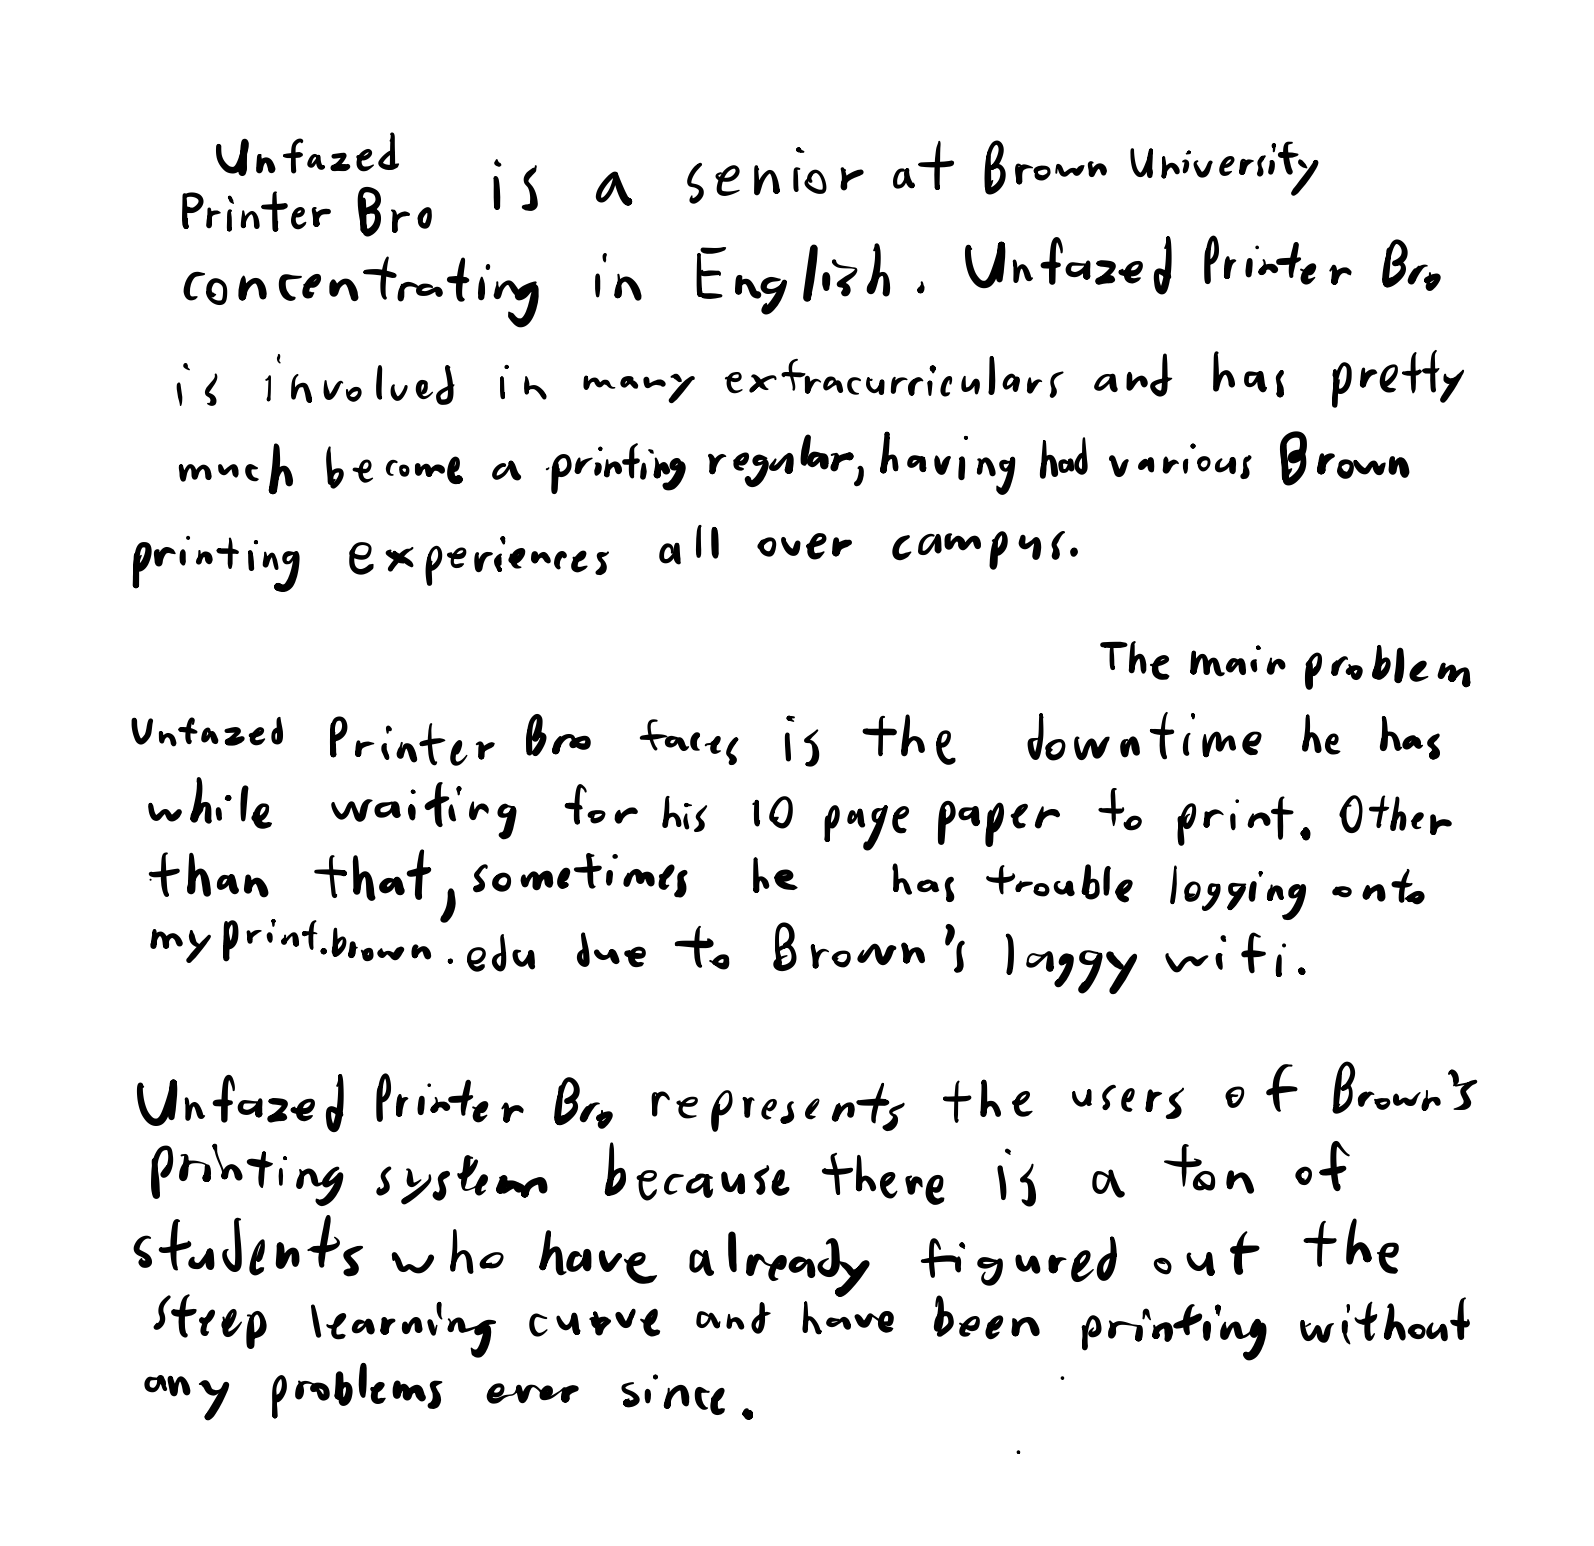 Unfazed
Printer Bro is a senior at Brown University
concentrating in English. Unfazed Printer Bro
is involved in many extracurriculars and has pretty
much become a printing regular, having had various Brown
printing experiences all over campus.
The main problem
Unfazed Printer Bro faces is the downtime he has
while waiting for his 10 page paper to print. Other
than that, sometimes he has trouble logging onto
myprint.brown.edu due to Brown's laggy wifi.
Unfazed Printer Bro represents the users of Brown's
printing system because there is a ton of
students who have already figured out the
steep learning curve and have been printing without
any problems ever since.